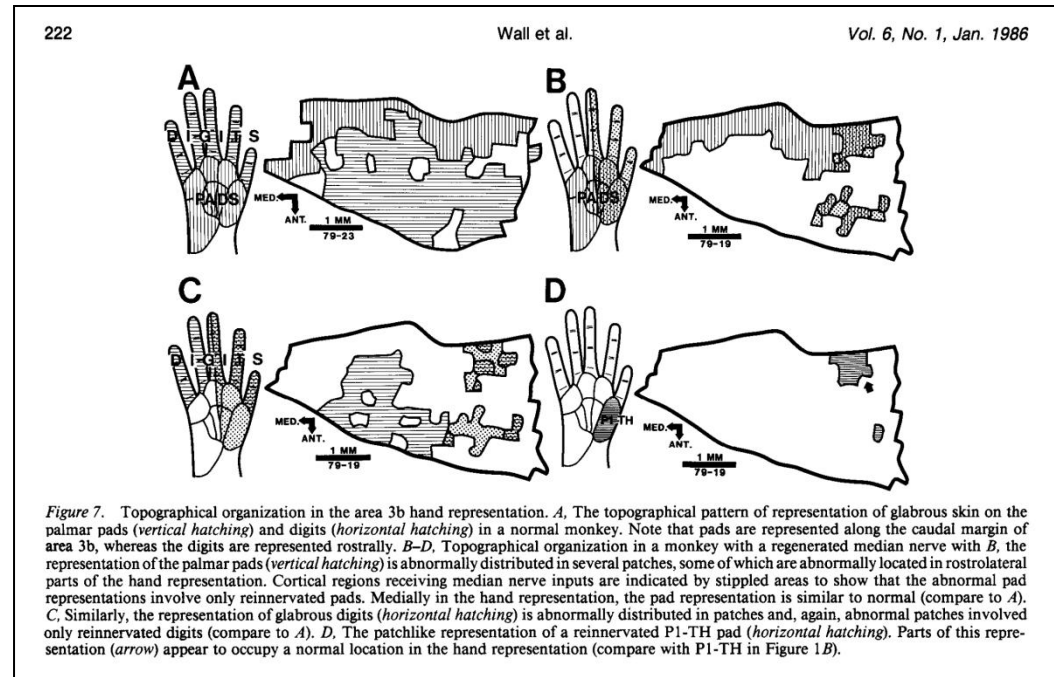 222 Wall et al. Vol. 6, No. 1, Jan. 1986
A B
D I G I T S
PADS PADS
MED. MED.
ANT. ANT.
1 MM 1 MM
79-23 79-19
C D
D I G I T S
P1-TH
MED. MED.
ANT. ANT.
1 MM 1 MM
79-19 79-19
Figure 7. Topographical organization in the area 3b hand representation. A, The topographical pattern of representation of glabrous skin on the
palmar pads (vertical hatching) and digits (horizontal hatching) in a normal monkey. Note that pads are represented along the caudal margin of
area 3b, whereas the digits are represented rostrally. B–D, Topographical organization in a monkey with a regenerated median nerve with B, the
representation of the palmar pads (vertical hatching) is abnormally distributed in several patches, some of which are abnormally located in rostrolateral
parts of the hand representation. Cortical regions receiving median nerve inputs are indicated by stippled areas to show that the abnormal pad
representations involve only reinnervated pads. Medially in the hand representation, the pad representation is similar to normal (compare to A).
C, Similarly, the representation of glabrous digits (horizontal hatching) is abnormally distributed in patches and, again, abnormal patches involved
only reinnervated digits (compare to A). D, The patchlike representation of a reinnervated P1-TH pad (horizontal hatching). Parts of this repre-
sentation (arrow) appear to occupy a normal location in the hand representation (compare with P1-TH in Figure 1B).